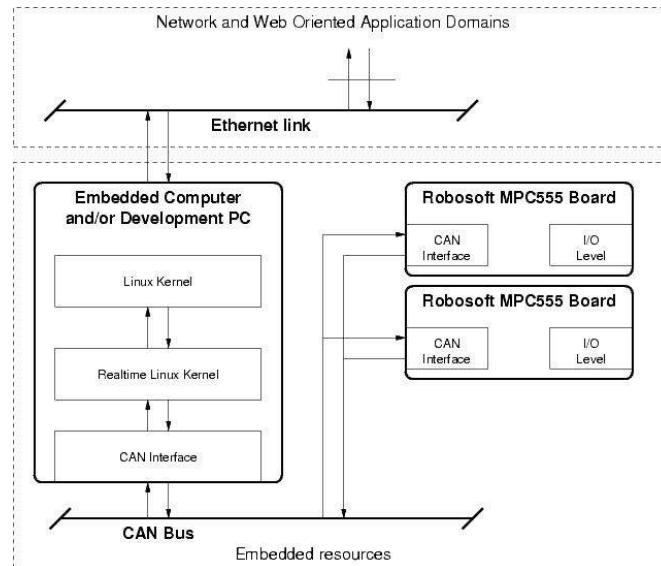 Network and Web Oriented Application Domains
Ethernet link
Embedded Computer
and/or Development PC
Linux Kernel
Realtime Linux Kernel
CAN Interface
Robosoft MPC555 Board
CAN
Interface
I/O
Level
Robosoft MPC555 Board
CAN
Interface
I/O
Level
CAN Bus
Embedded resources